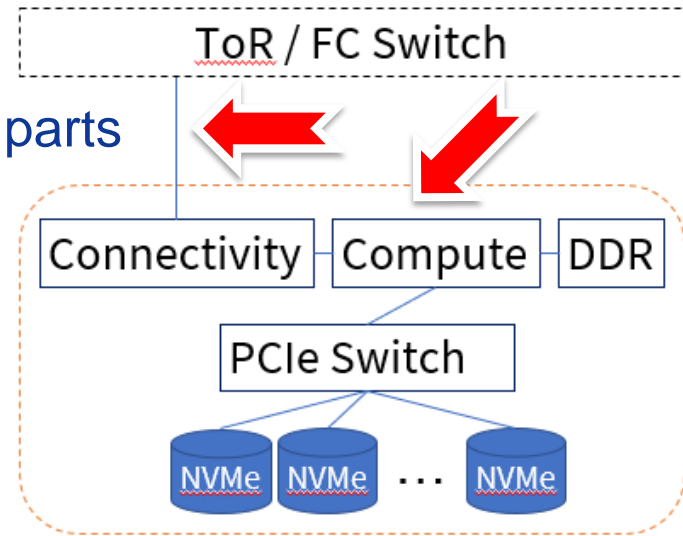 ToR / FC Switch
parts
Connectivity
Compute
DDR
PCIe Switch
NVMe
NVMe
...
NVMe